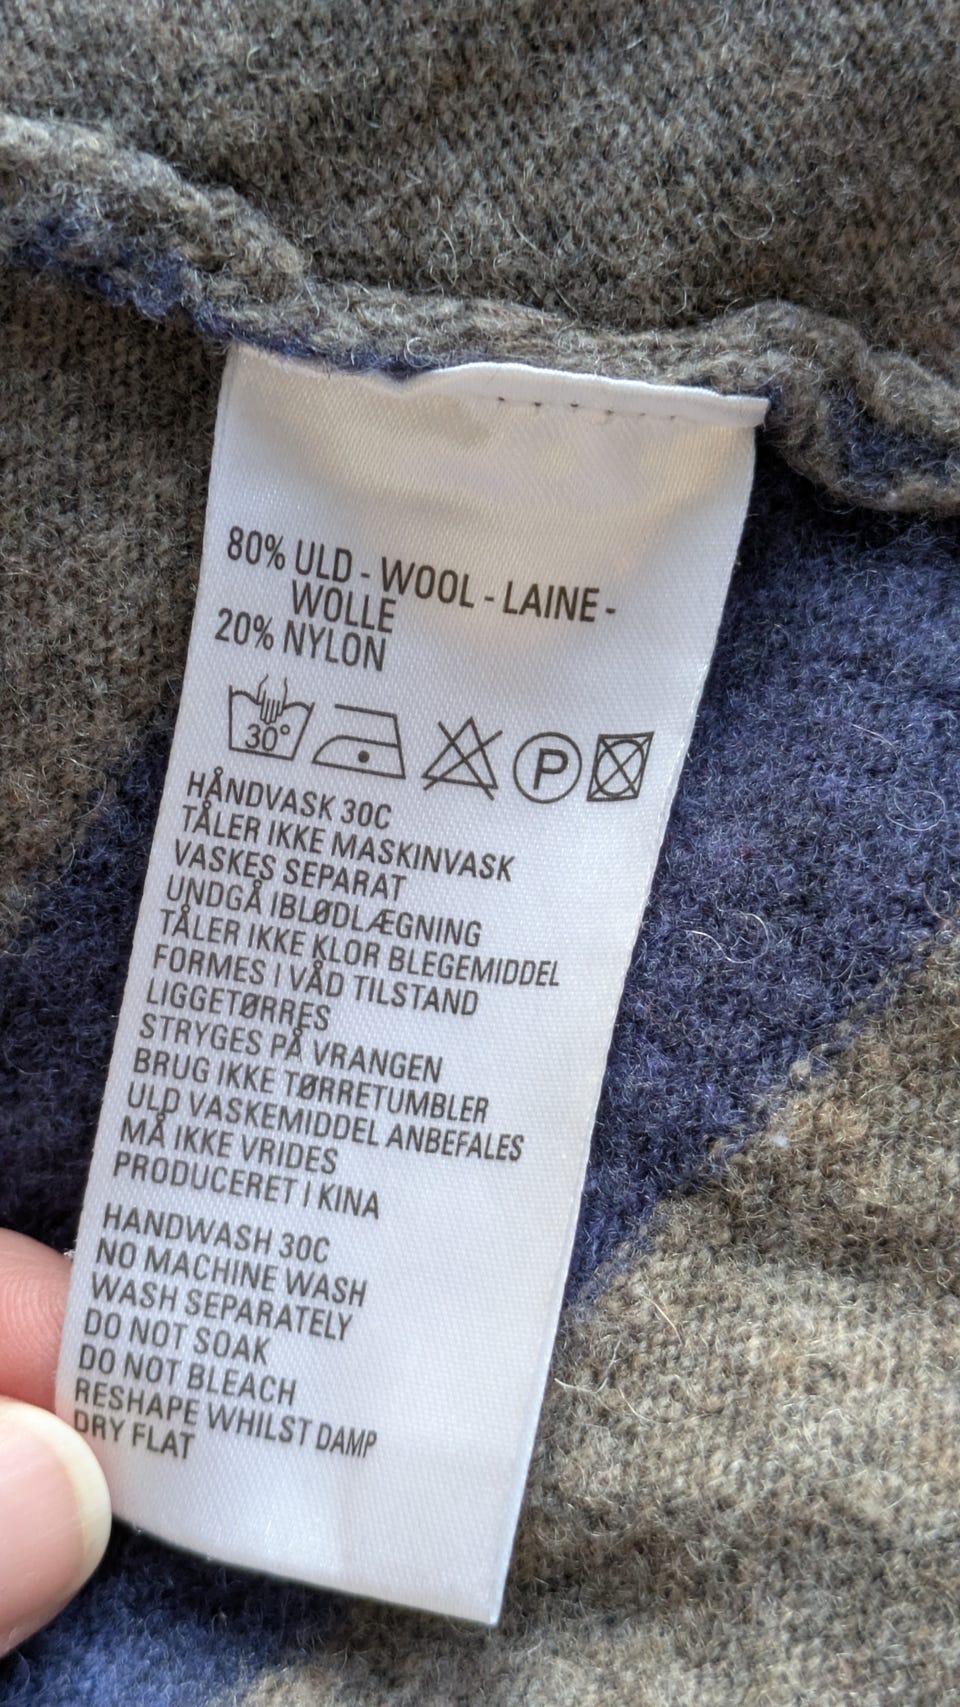 80% ULD - WOOL - LAINE -
WOLLE
20% NYLON
30°
P
HÅNDVASK 30C
TÅLER IKKE MASKINVASK
VASKES SEPARAT
UNDGÅ IBLØDLÆGNING
TÅLER IKKE KLOR BLEGEMIDDEL
FORMES I VÅD TILSTAND
LIGGETØRRES
STRYGES PÅ VRANGEN
BRUG IKKE TØRRETUMBLER
ULD VASKEMIDDEL ANBEFALES
MÅ IKKE VRIDES
PRODUCERET I KINA
HANDWASH 30C
NO MACHINE WASH
WASH SEPARATELY
DO NOT SOAK
DO NOT BLEACH
RESHAPE WHILST DAMP
DRY FLAT